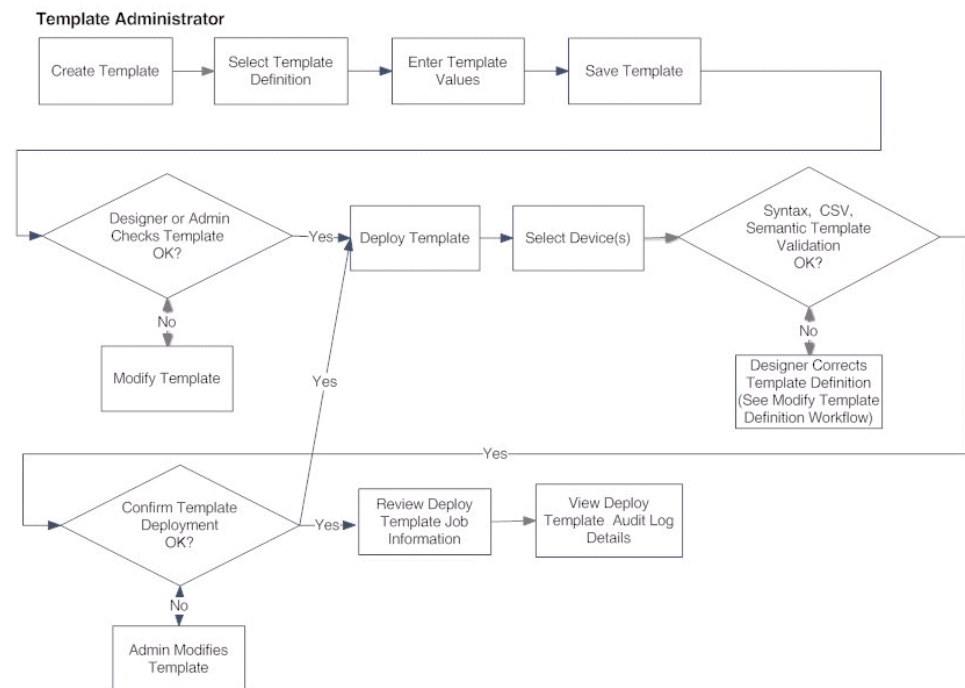 Template Administrator
Create Template
Select Template
Definition
Enter Template
Values
Save Template
Designer or Admin
Checks Template
OK?
Yes
Deploy Template
Select Device(s)
Syntax, CSV,
Semantic Template
Validation
OK?
No
Modify Template
No
Designer Corrects
Template Definition
(See Modify Template
Definition Workflow)
Yes
Yes
Confirm Template
Deployment
OK?
Yes
Review Deploy
Template Job
Information
View Deploy
Template Audit Log
Details
No
Admin Modifies
Template